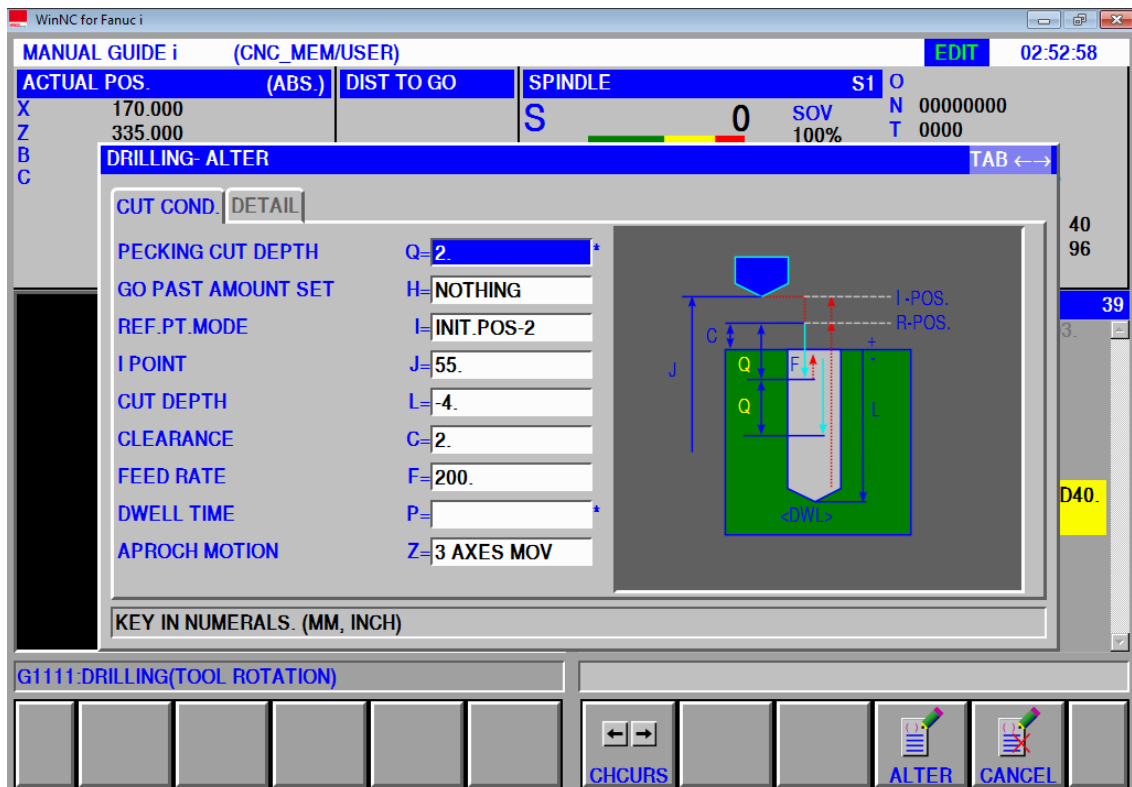 WinNC for Fanuc i
MANUAL GUIDE i (CNC_MEM/USER) EDIT 02:52:58
ACTUAL POS. (ABS.) DIST TO GO SPINDLE S1 O
X 170.000 S 0 SOV N 00000000
Z 335.000 100% T 0000
B
C
DRILLING- ALTER TAB ←→
CUT COND. DETAIL
PECKING CUT DEPTH Q=2. *
GO PAST AMOUNT SET H=NOTHING
REF.PT.MODE I=INIT.POS-2
I POINT J=55.
CUT DEPTH L=-4.
CLEARANCE C=2.
FEED RATE F=200.
DWELL TIME P= *
APROCH MOTION Z=3 AXES MOV
I -POS.
R-POS.
C
+
-
J
Q
F
Q
L
<DWL>
40
96
39
3.
D40.
KEY IN NUMERALS. (MM, INCH)
G1111:DRILLING(TOOL ROTATION)
CHCURS ALTER CANCEL